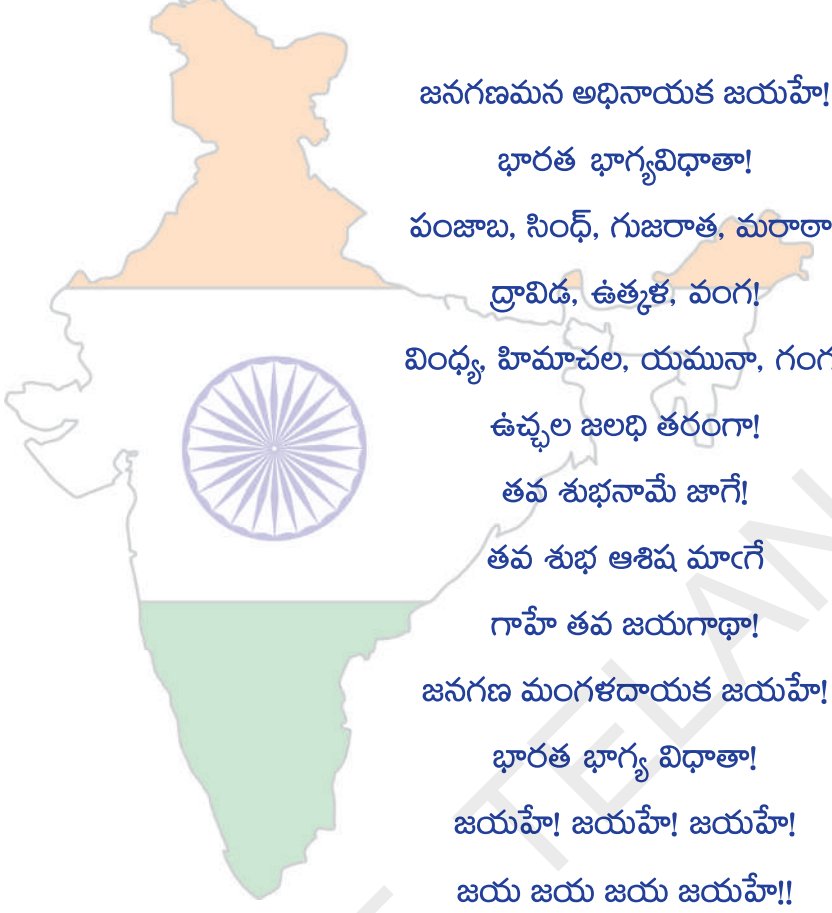 జనగణమన అధినాయక జయహే!
భారత భాగ్యవిధాతా!
పంజాబ, సింధ్, గుజరాత, మరాఠా
ద్రావిడ, ఉత్కళ, వంగ!
వింధ్య, హిమాచల, యమునా, గంగ
ఉచ్ఛల జలధి తరంగా!
తవ శుభనామే జాగే!
తవ శుభ ఆశిష మాఁగే
గాహే తవ జయగాథా!
జనగణ మంగళదాయక జయహే!
భారత భాగ్య విధాతా!
జయహే! జయహే! జయహే!
జయ జయ జయ జయహే!!
TELAN